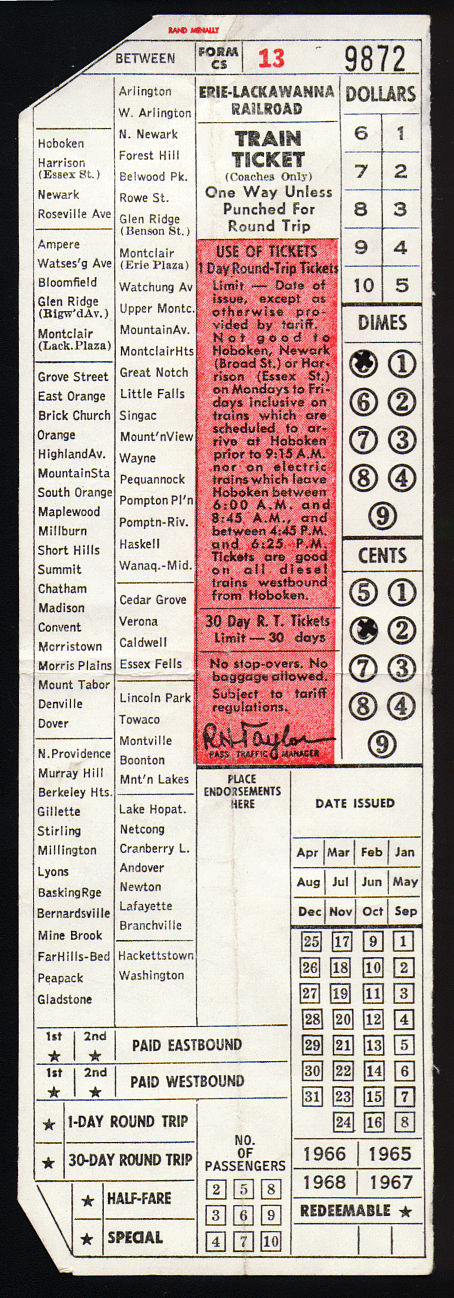 RAND McNALLY
BETWEEN
FORM
CS
13
9872
Hoboken
Harrison
(Essex St.)
Newark
Roseville Ave
Ampere
Watses'g Ave
Bloomfield
Glen Ridge
(Rigw'dAv.)
Montclair
(Lack.Plaza)
Grove Street
East Orange
Brick Church
Orange
HighlandAv.
MountainSta
South Orange
Maplewood
Millburn
Short Hills
Summit
Chatham
Madison
Convent
Morristown
Morris Plains
Mount Tabor
Denville
Dover
N.Providence
Murray Hill
Berkeley Hts.
Gillette
Stirling
Millington
Lyons
BaskingRge
Bernardsville
Mine Brook
FarHills-Bed
Peapack
Gladstone
Arlington
W. Arlington
N. Newark
Forest Hill
Belwood Pk.
Rowe St.
Glen Ridge
(Benson St.)
Montclair
(Erie Plaza)
Watchung Av
Upper Montc.
MountainAv.
MontclairHts
Great Notch
Little Falls
Singac
Mount'nView
Wayne
Pequannock
Pompton Pl'n
Pomptn-Riv.
Haskell
Wanaq.-Mid.
Cedar Grove
Verona
Caldwell
Essex Fells
Lincoln Park
Towaco
Montville
Boonton
Mnt'n Lakes
Lake Hopat.
Netcong
Cranberry L.
Andover
Newton
Lafayette
Branchville
Hackettstown
Washington
ERIE-LACKAWANNA
RAILROAD
TRAIN
TICKET
(Coaches Only)
One Way Unless
Punched For
Round Trip
USE OF TICKETS
1 Day Round-Trip Tickets
Limit — Date of
issue, except as
otherwise pro-
vided by tariff.
Not good to
Hoboken, Newark
(Broad St.) or Har-
rison (Essex St.)
on Mondays to Fri-
days inclusive on
trains which are
scheduled to ar-
rive at Hoboken
prior to 9:15 A.M.
nor on electric
trains which leave
Hoboken between
6:00 A.M. and
8:45 A.M., and
between 4:45 P.M.
and 6:25 P.M.
Tickets are good
on all diesel
trains westbound
from Hoboken.
30 Day R. T. Tickets
Limit — 30 days
No stop-overs. No
baggage allowed.
Subject to tariff
regulations.
RN Taylor
PASS TRAFFIC MANAGER
DOLLARS
6 1
7 2
8 3
9 4
10 5
DIMES
1
6 2
7 3
8 4
9
CENTS
5 1
2
7 3
8 4
9
PLACE
ENDORSEMENTS
HERE
DATE ISSUED
Apr Mar Feb Jan
Aug Jul Jun May
Dec Nov Oct Sep
25 17 9 1
26 18 10 2
27 19 11 3
28 20 12 4
29 21 13 5
30 22 14 6
31 23 15 7
24 16 8
1966 1965
1968 1967
REDEEMABLE ★
1st 2nd
★ ★ PAID EASTBOUND
1st 2nd
★ ★ PAID WESTBOUND
★ 1-DAY ROUND TRIP
★ 30-DAY ROUND TRIP
★ HALF-FARE
★ SPECIAL
NO.
OF
PASSENGERS
2 5 8
3 6 9
4 7 10